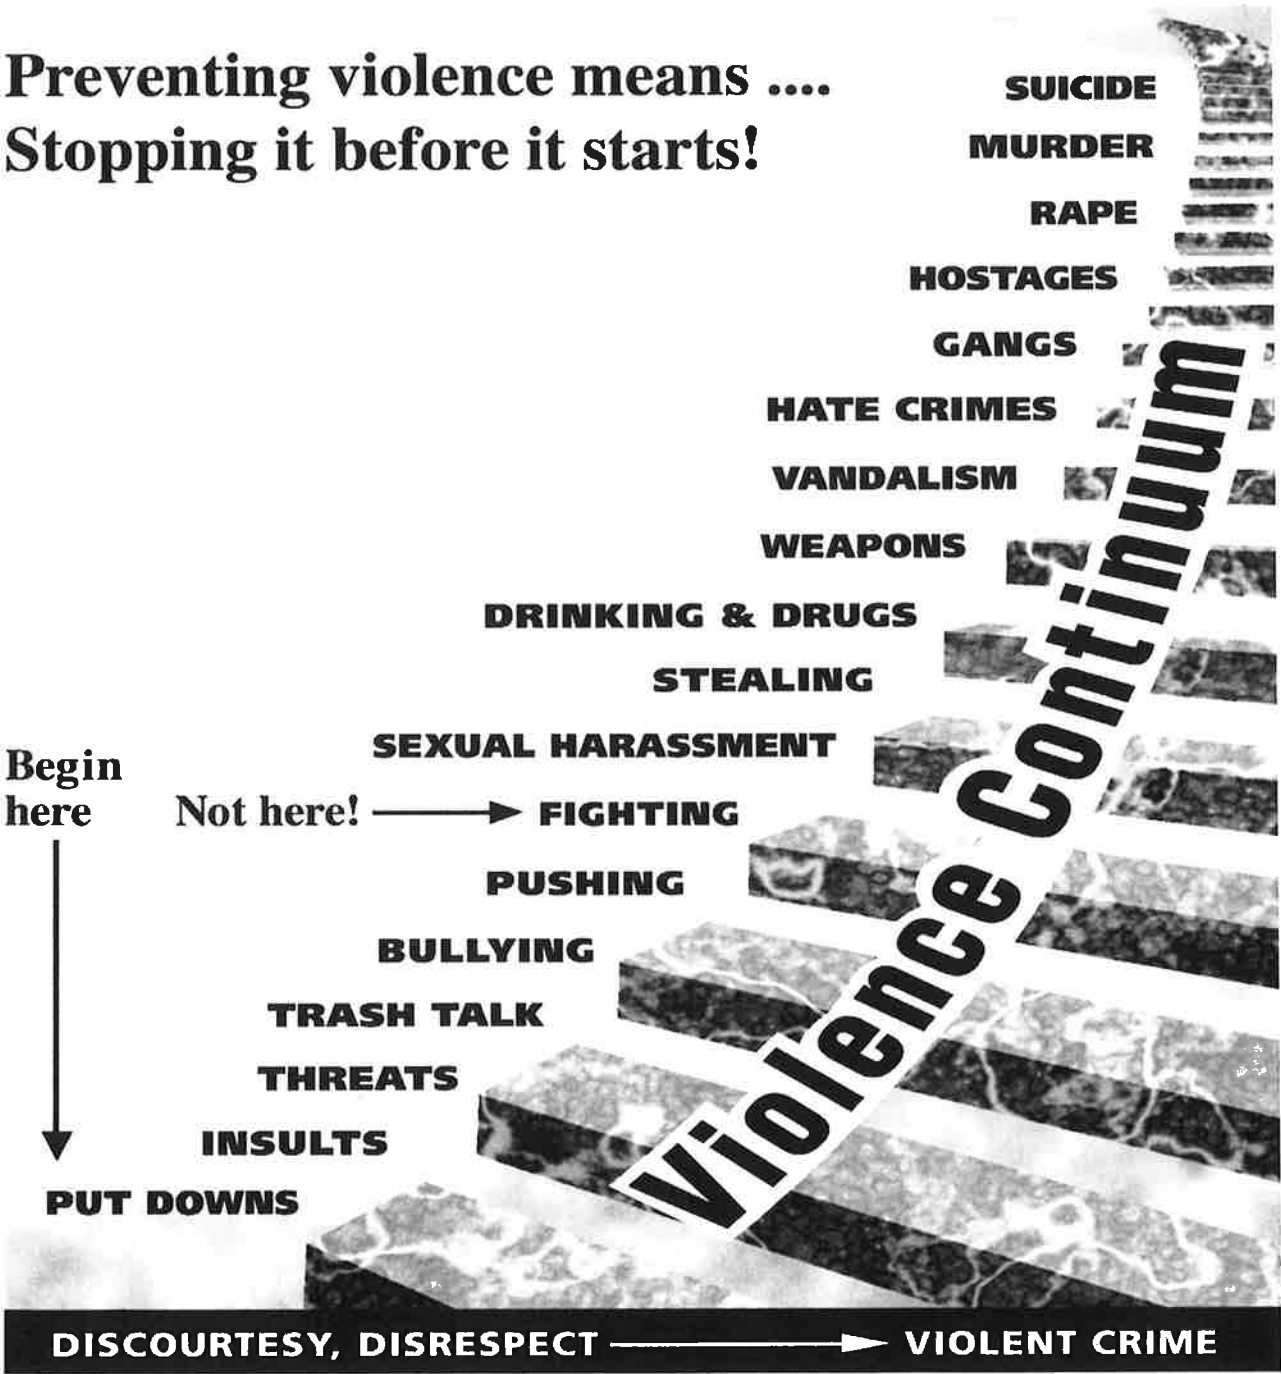 Preventing violence means ....
Stopping it before it starts!
SUICIDE
MURDER
RAPE
HOSTAGES
GANGS
HATE CRIMES
VANDALISM
WEAPONS
DRINKING & DRUGS
STEALING
SEXUAL HARASSMENT
Begin
here
Not here!
FIGHTING
PUSHING
BULLYING
TRASH TALK
THREATS
INSULTS
PUT DOWNS
Violence Continuum
DISCOURTESY, DISRESPECT
VIOLENT CRIME